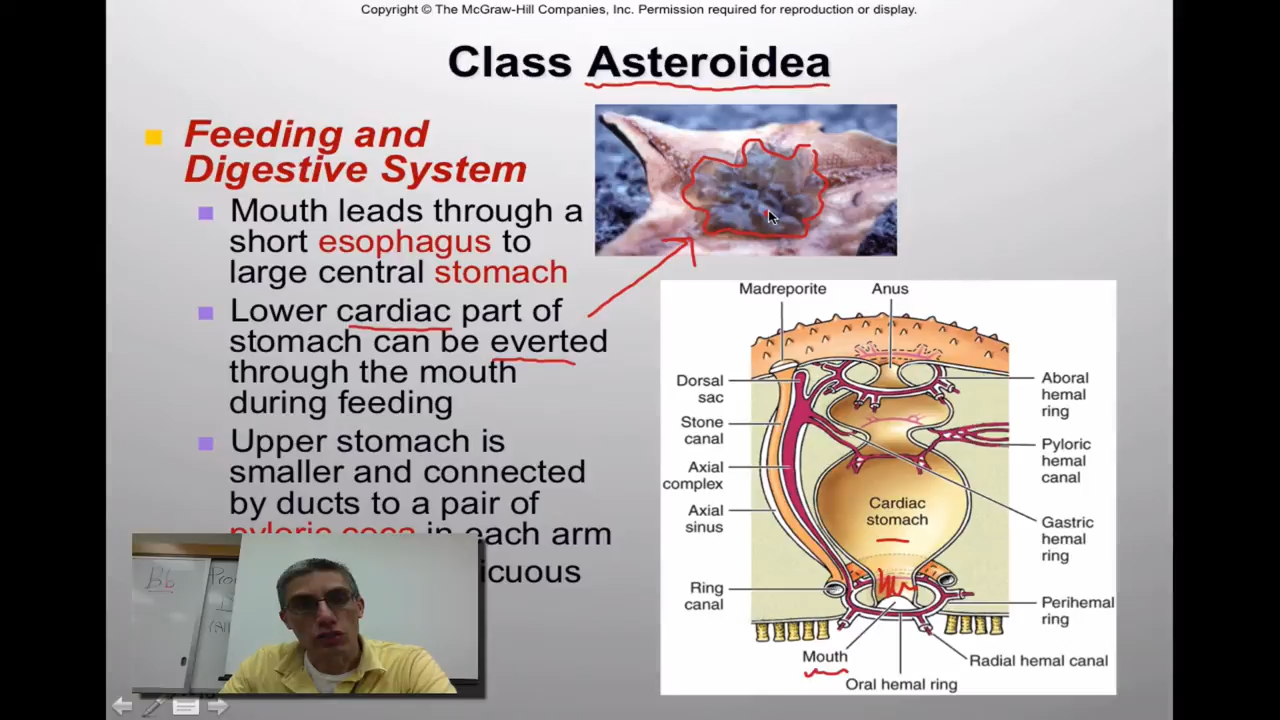 Copyright © The McGraw-Hill Companies, Inc. Permission required for reproduction or display.
Class Asteroidea
Feeding and
Digestive System
Mouth leads through a
short esophagus to
large central stomach
Lower cardiac part of
stomach can be everted
through the mouth
during feeding
Upper stomach is
smaller and connected
by ducts to a pair of
pyloric ceca in each arm
Madreporite
Anus
Dorsal
sac
Stone
canal
Axial
complex
Axial
sinus
Ring
canal
Mouth
Oral hemal ring
Cardiac
stomach
Aboral
hemal
ring
Pyloric
hemal
canal
Gastric
hemal
ring
Perihemal
ring
Radial hemal canal
Bb